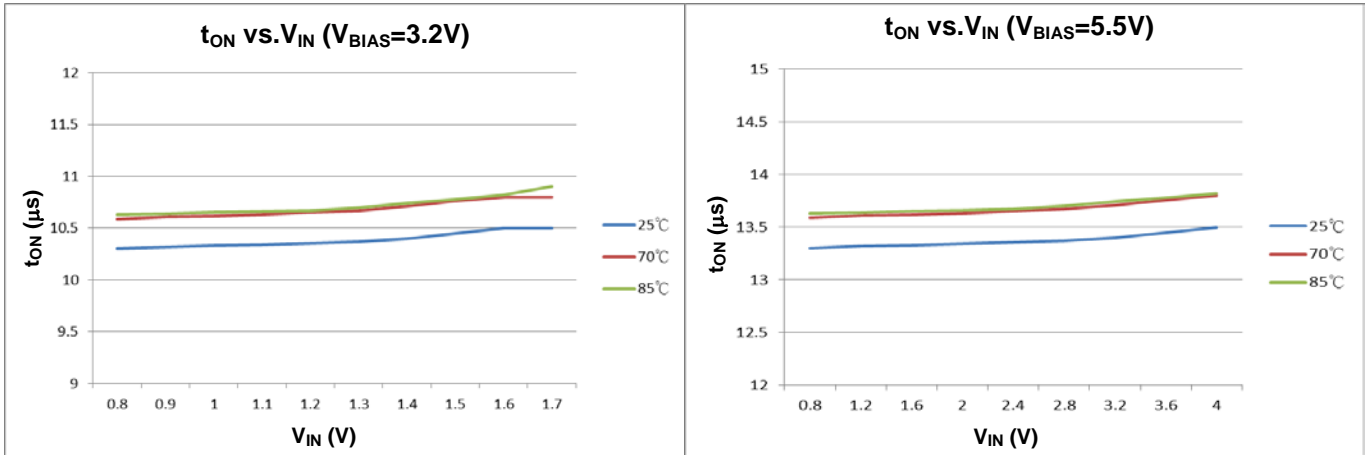 tON vs.VIN (VBIAS=3.2V)
12
11.5
11
10.5
10
9.5
9
tON (μs)
0.8 0.9 1 1.1 1.2 1.3 1.4 1.5 1.6 1.7
VIN (V)
25℃
70℃
85℃
tON vs.VIN (VBIAS=5.5V)
15
14.5
14
13.5
13
12.5
12
tON (μs)
0.8 1.2 1.6 2 2.4 2.8 3.2 3.6 4
VIN (V)
25℃
70℃
85℃